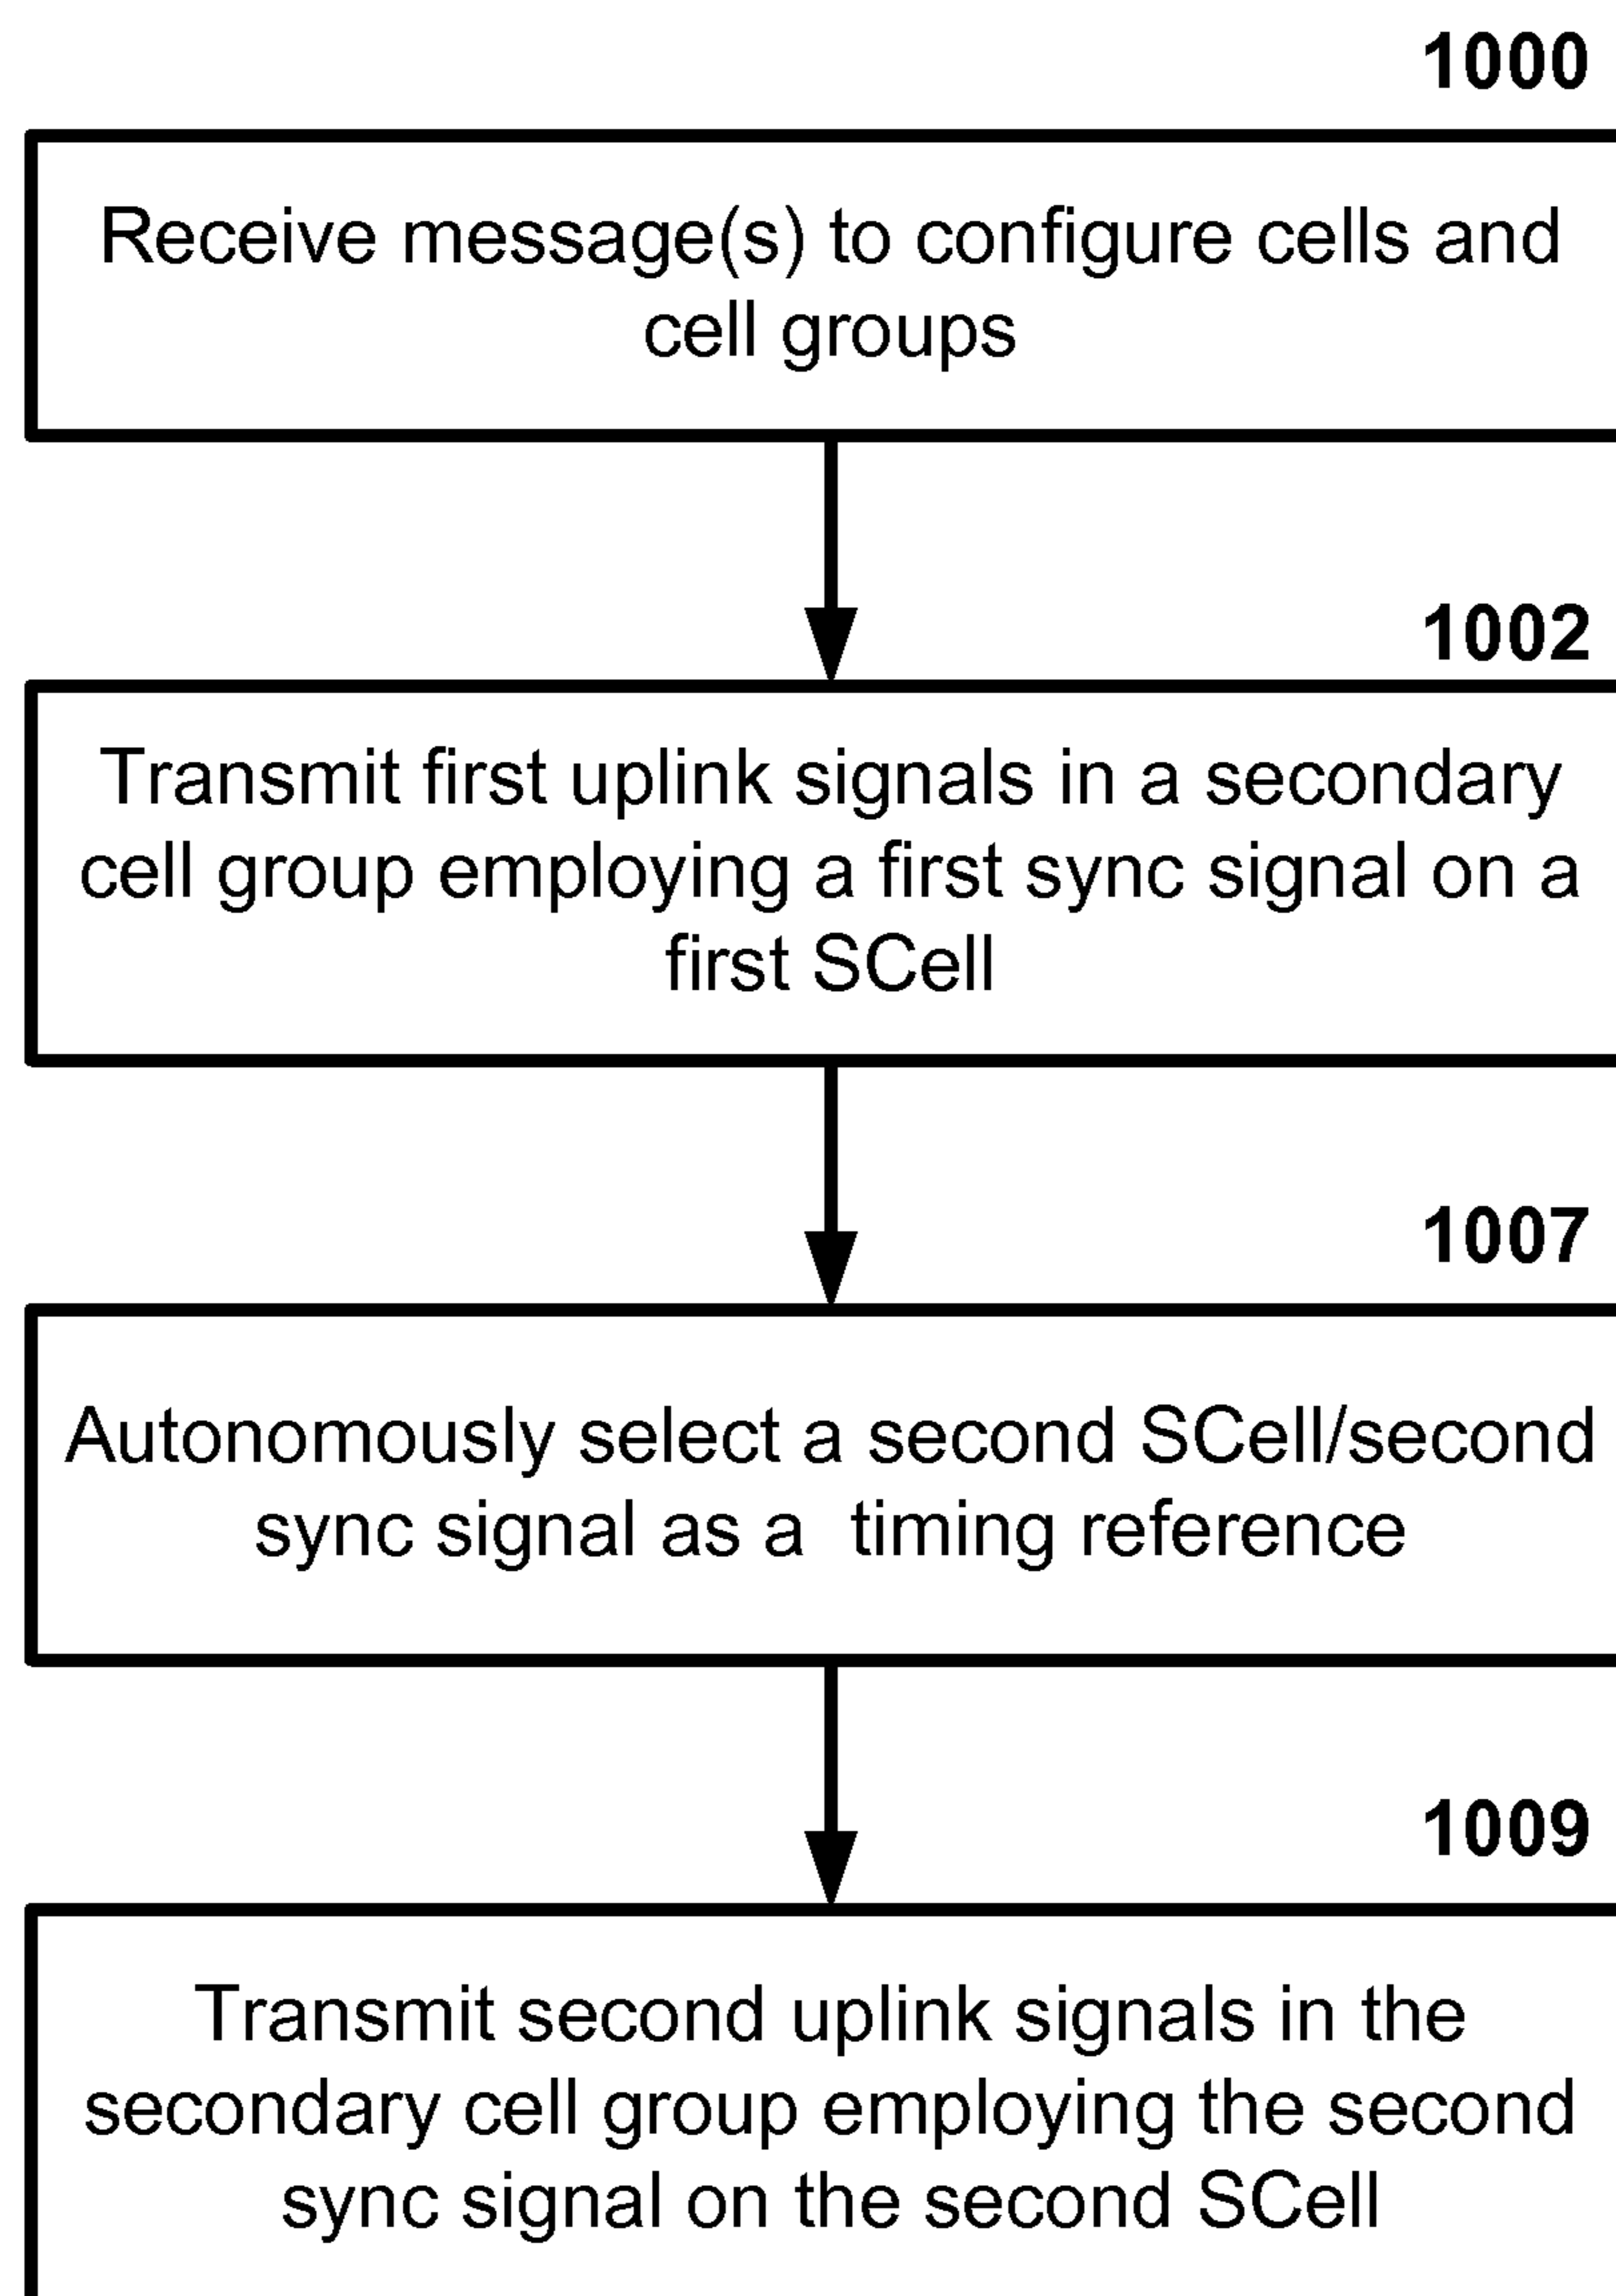 1000
Receive message(s) to configure cells and
cell groups
1002
Transmit first uplink signals in a secondary
cell group employing a first sync signal on a
first SCell
1007
Autonomously select a second SCell/second
sync signal as a timing reference
1009
Transmit second uplink signals in the
secondary cell group employing the second
sync signal on the second SCell